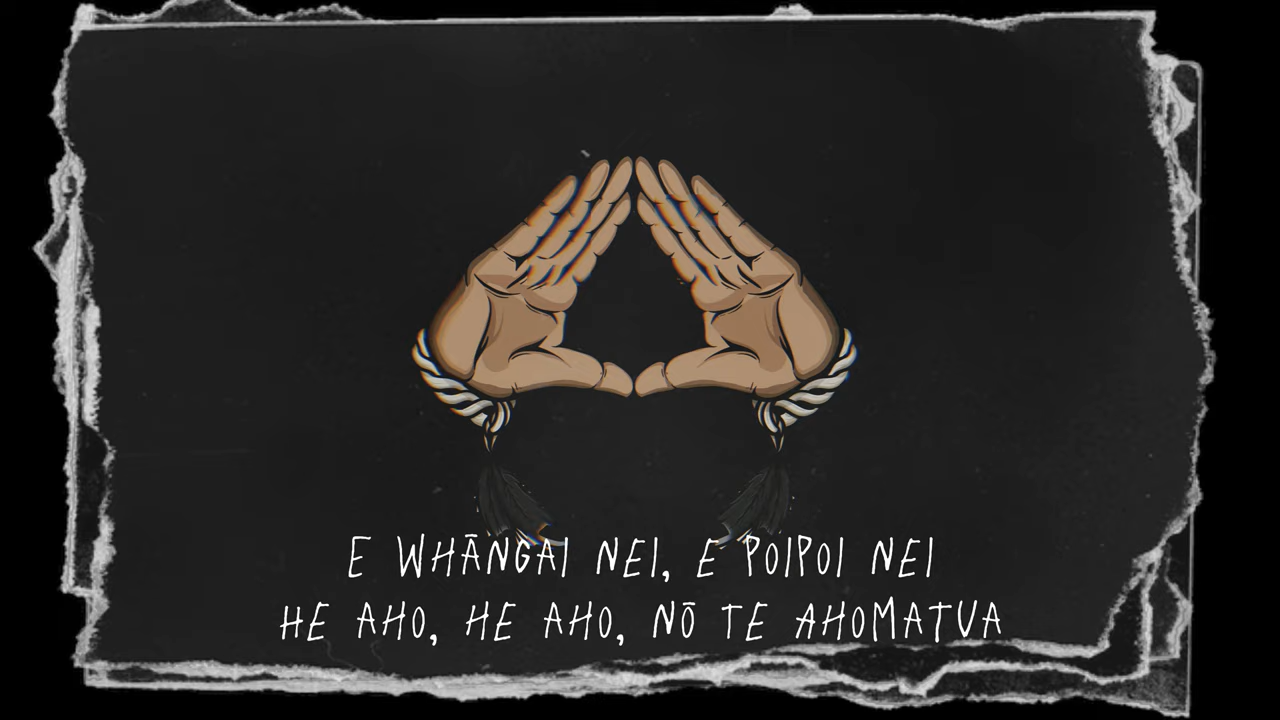 E WHĀNGAI NEI, E POIPOI NEI
HE AHO, HE AHO, NŌ TE AHOMATUA